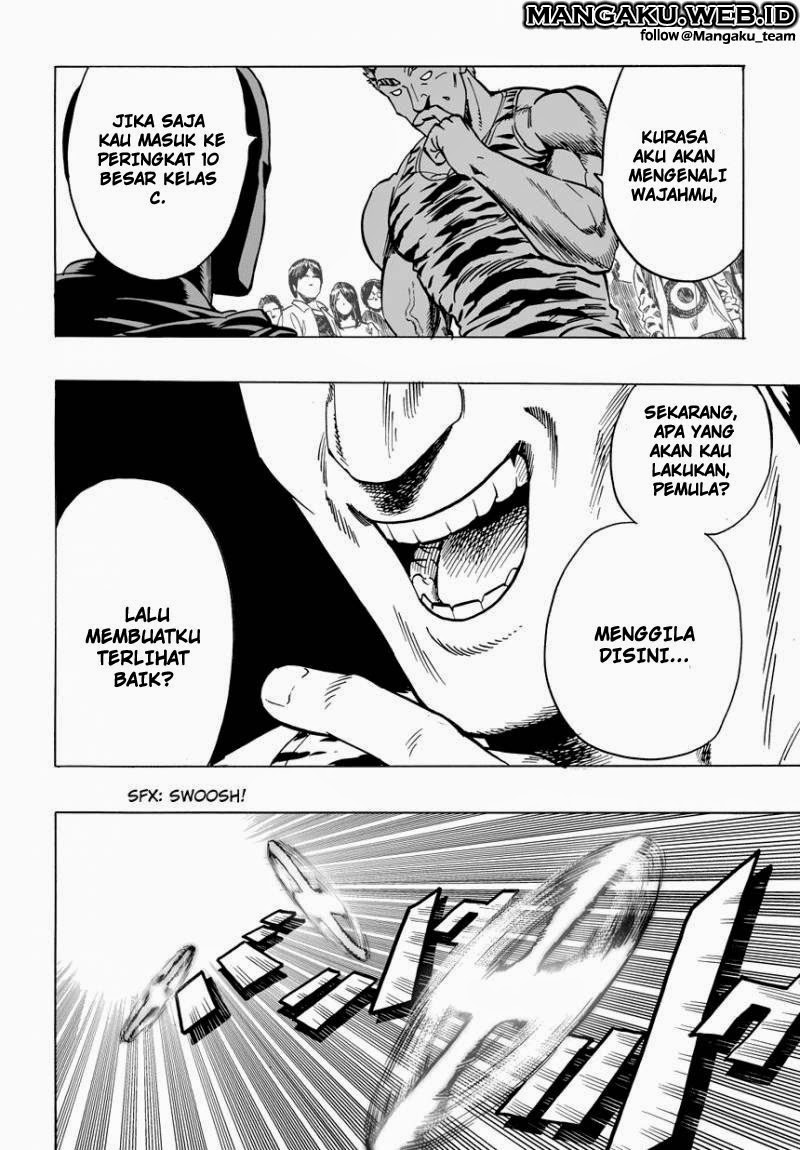 MANGAKU.WEB.ID
follow @Mangaku_team
KURASA
AKU AKAN
MENGENALI
WAJAHMU,
JIKA SAJA
KAU MASUK KE
PERINGKAT 10
BESAR KELAS
C.
SEKARANG,
APA YANG
AKAN KAU
LAKUKAN,
PEMULA?
MENGGILA
DISINI...
LALU
MEMBUATKU
TERLIHAT
BAIK?
SFX: SWOOSH!